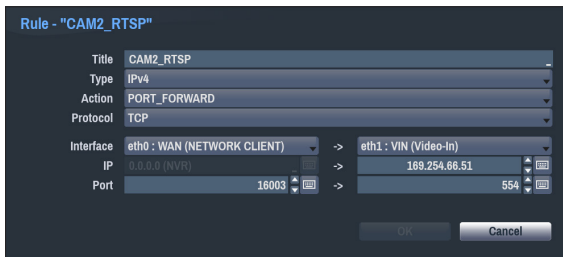 Rule - "CAM2_RTSP"
Title CAM2_RTSP
Type IPv4
Action PORT_FORWARD
Protocol TCP
Interface eth0 : WAN (NETWORK CLIENT) -> eth1 : VIN (Video-In)
IP 0.0.0.0 (NVR) -> 169.254.66.51
Port 16003 -> 554
OK Cancel